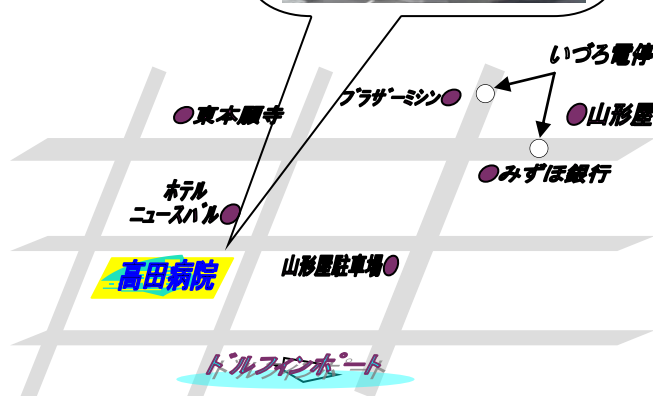 いづろ電停
ブラザーミシン
東本願寺
山形屋
みずほ銀行
ホテル
ニュースバル
高田病院
山形屋駐車場
ドルフィンポート